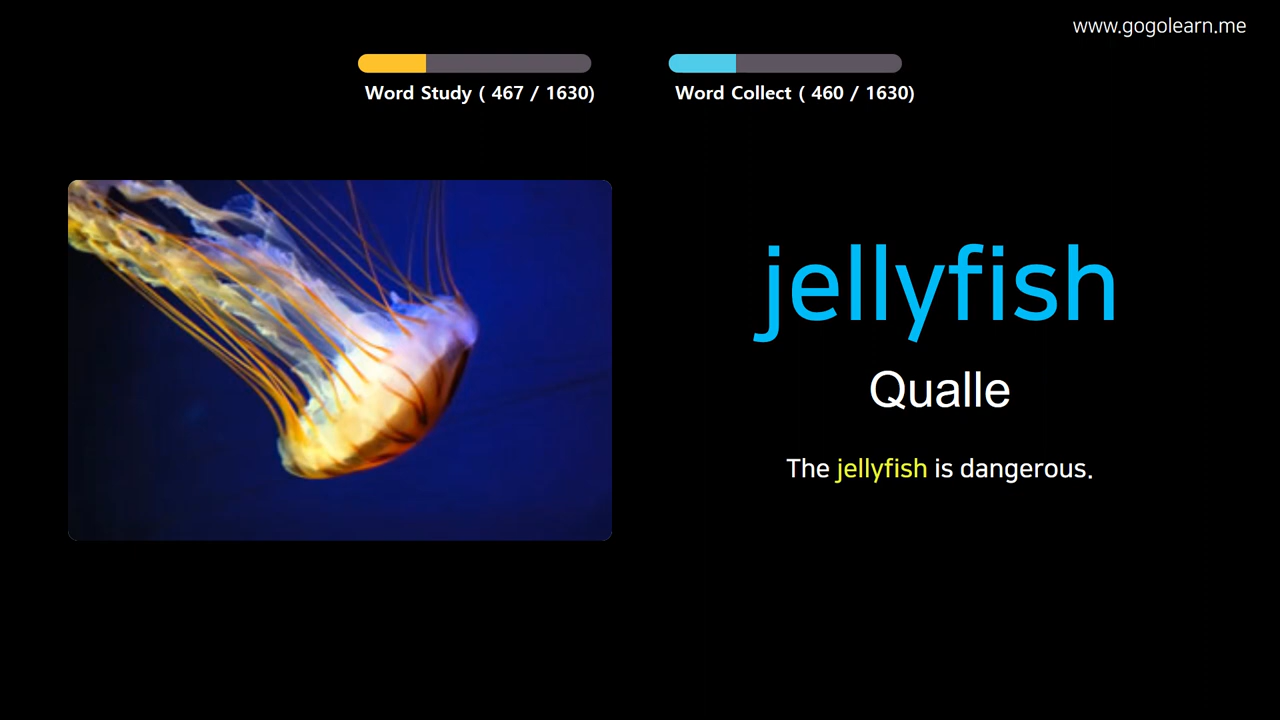 www.gogolearn.me
Word Study ( 467 / 1630)
Word Collect ( 460 / 1630)
jellyfish
Qualle
The jellyfish is dangerous.